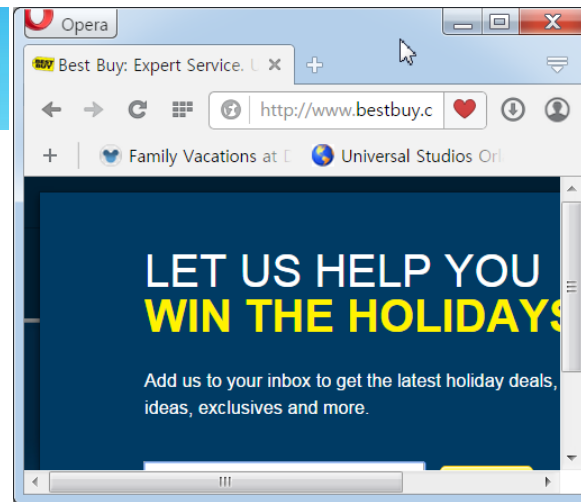 Opera
Best Buy: Expert Service. U
http://www.bestbuy.c
Family Vacations at D
Universal Studios Orl
LET US HELP YOU
WIN THE HOLIDAYS
Add us to your inbox to get the latest holiday deals,
ideas, exclusives and more.